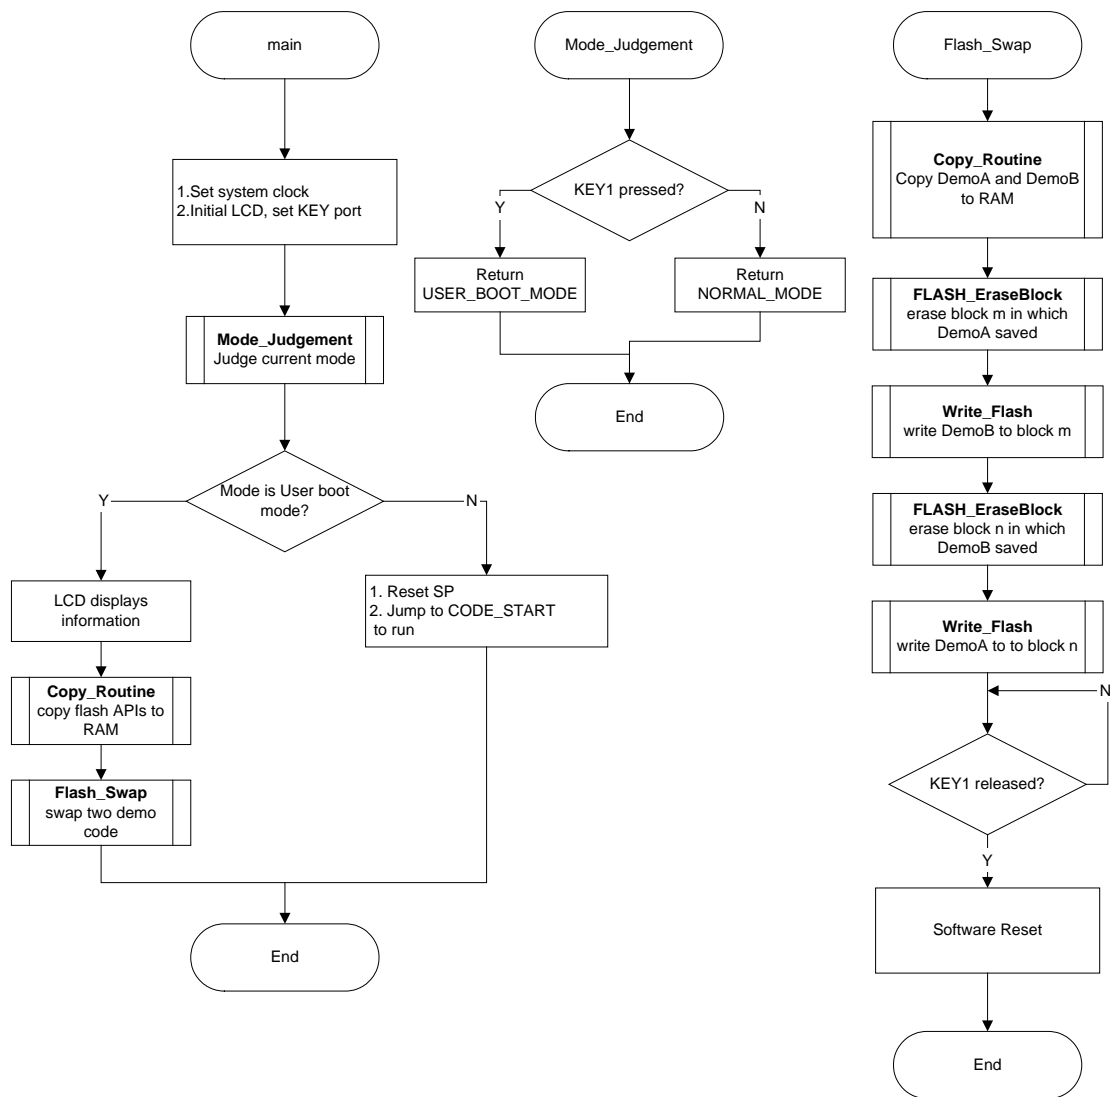 main
1.Set system clock
2.Initial LCD, set KEY port
Mode_Judgement
Judge current mode
Mode is User boot
mode?
Y
N
LCD displays
information
1. Reset SP
2. Jump to CODE_START
to run
Copy_Routine
copy flash APIs to
RAM
Flash_Swap
swap two demo
code
End
Mode_Judgement
KEY1 pressed?
Y
N
Return
USER_BOOT_MODE
Return
NORMAL_MODE
End
Flash_Swap
Copy_Routine
Copy DemoA and DemoB
to RAM
FLASH_EraseBlock
erase block m in which
DemoA saved
Write_Flash
write DemoB to block m
FLASH_EraseBlock
erase block n in which
DemoB saved
Write_Flash
write DemoA to to block n
N
KEY1 released?
Y
Software Reset
End